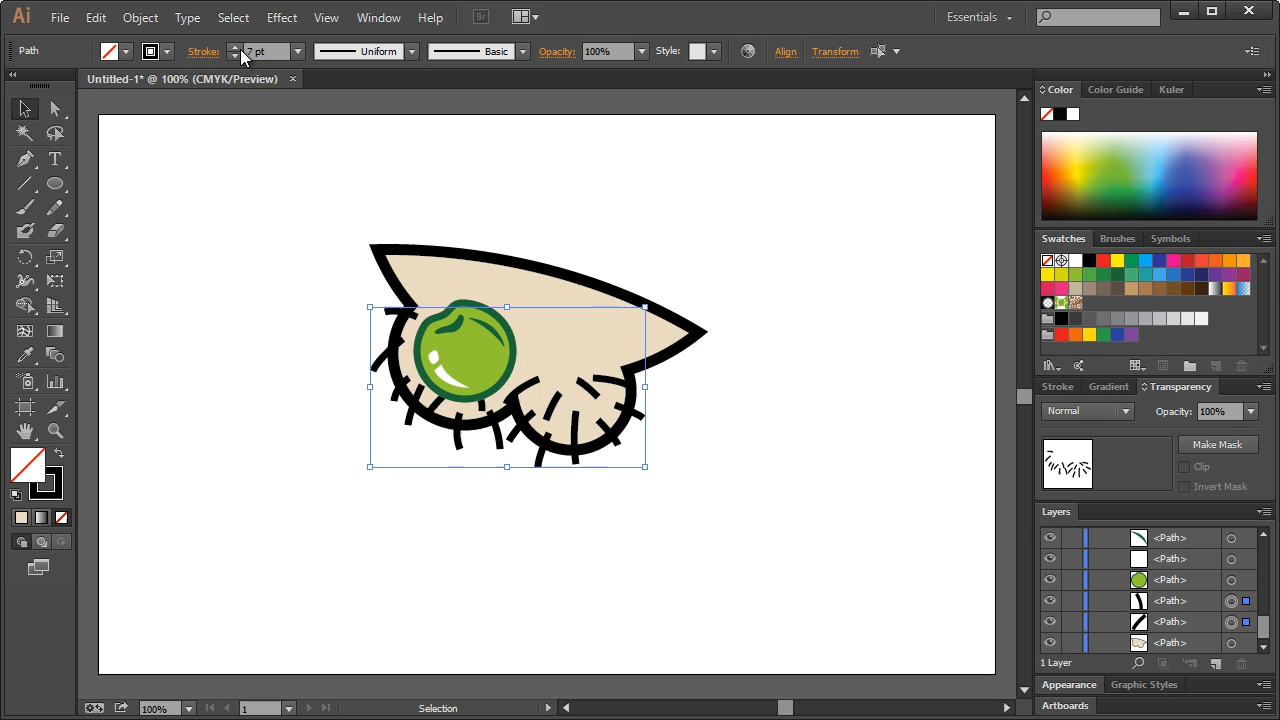 Ai File Edit Object Type Select Effect View Window Help Br Essentials
Path Stroke: 7 pt Uniform Basic Opacity: 100% Style: Align Transform
Untitled-1* @ 100% (CMYK/Preview) ×
Color Color Guide Kuler
Swatches Brushes Symbols
Stroke Gradient Transparency
Normal Opacity: 100%
Make Mask
Clip
Invert Mask
Layers
<Path>
<Path>
<Path>
<Path>
<Path>
<Path>
1 Layer
Appearance Graphic Styles
Artboards
100% 1 Selection